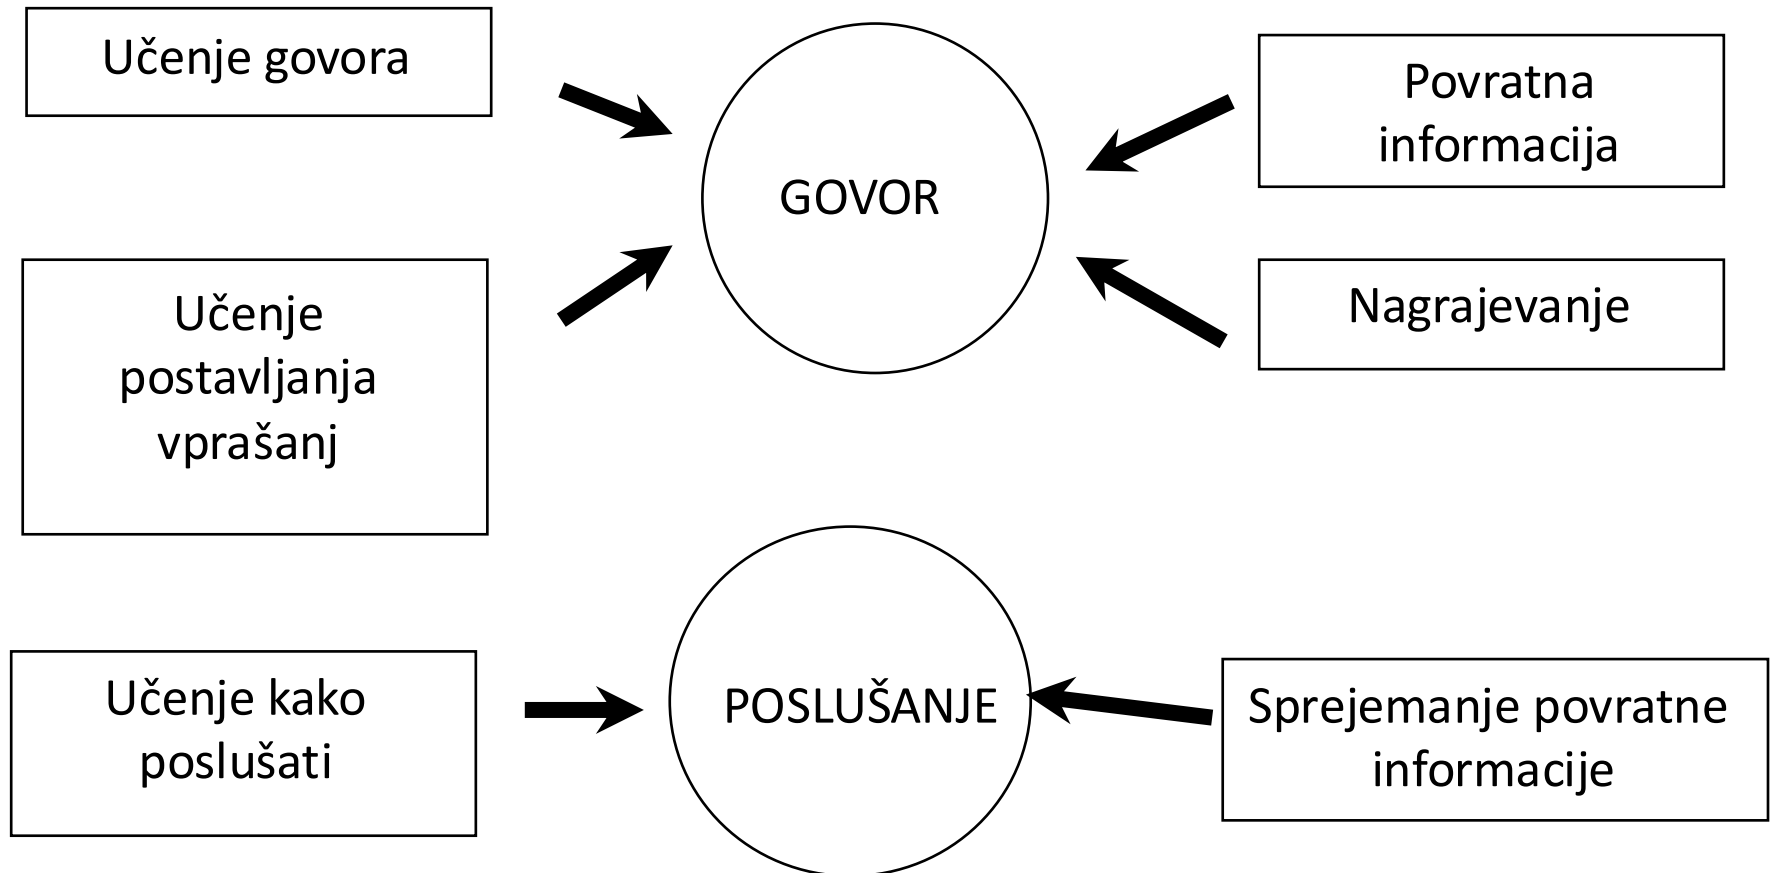 Učenje govora
Povratna
informacija
GOVOR
Učenje
postavljanja
vprašanj
Nagrajevanje
Učenje kako
poslušati
POSLUŠANJE
Sprejemanje povratne
informacije